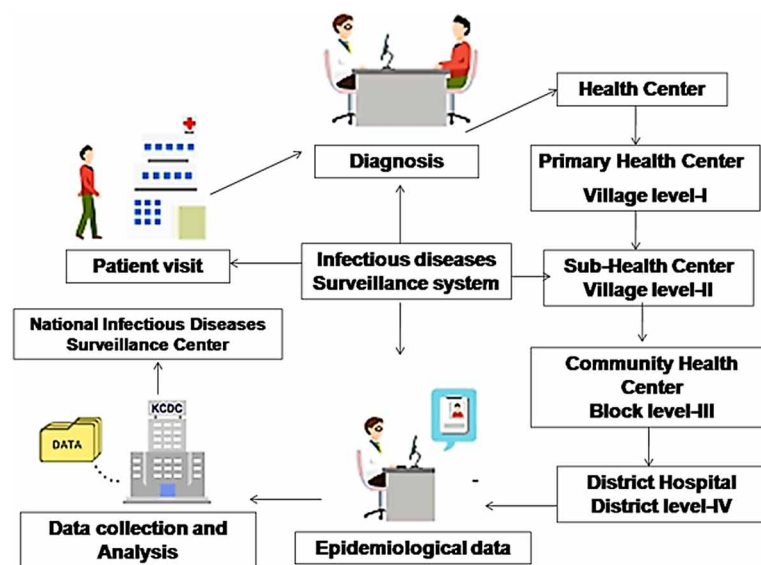 Health Center
Diagnosis
Primary Health Center
Village level-I
Patient visit
Infectious diseases
Surveillance system
Sub-Health Center
Village level-II
National Infectious Diseases
Surveillance Center
Community Health
Center
Block level-III
KCDC
DATA
District Hospital
District level-IV
Data collection and
Analysis
Epidemiological data